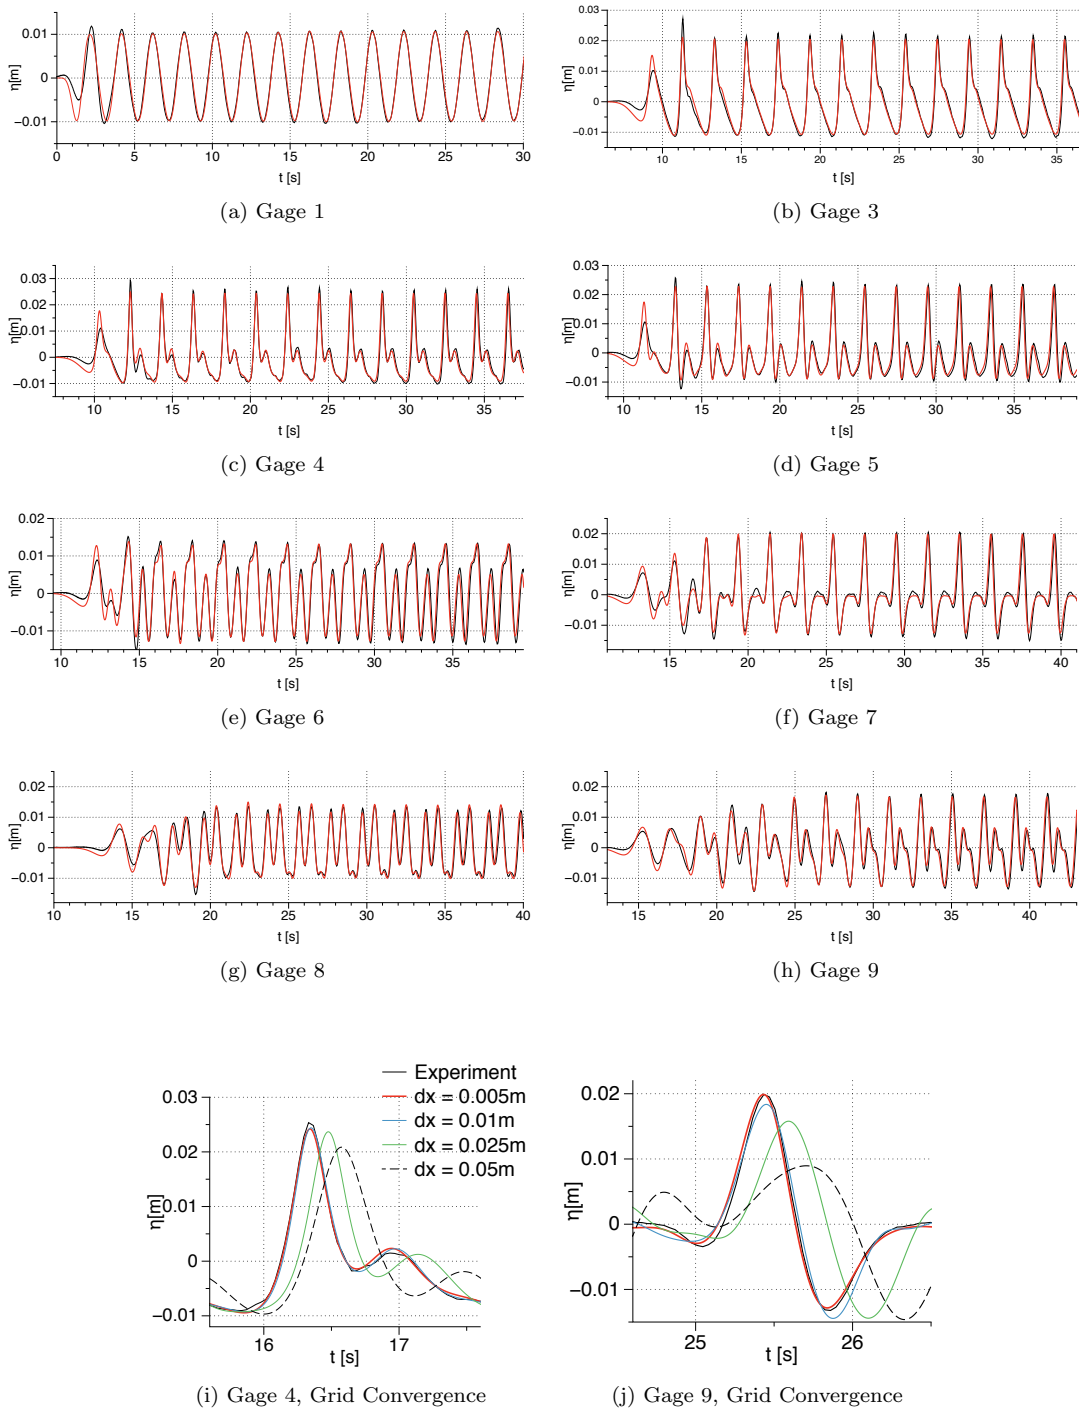 η[m]
0.01
0
−0.01
0 5 10 15 20 25 30
t [s]
(a) Gage 1
η[m]
0.03
0.02
0.01
0
−0.01
10 15 20 25 30 35
t [s]
(b) Gage 3
η[m]
0.03
0.02
0.01
0
−0.01
10 15 20 25 30 35
t [s]
(c) Gage 4
η[m]
0.03
0.02
0.01
0
−0.01
10 15 20 25 30 35
t [s]
(d) Gage 5
η[m]
0.02
0.01
0
−0.01
10 15 20 25 30 35
t [s]
(e) Gage 6
η[m]
0.02
0.01
0
−0.01
15 20 25 30 35 40
t [s]
(f) Gage 7
η[m]
0.02
0.01
0
−0.01
10 15 20 25 30 35 40
t [s]
(g) Gage 8
η[m]
0.02
0.01
0
−0.01
15 20 25 30 35 40
t [s]
(h) Gage 9
Experiment
dx = 0.005m
dx = 0.01m
dx = 0.025m
dx = 0.05m
η[m]
0.03
0.02
0.01
0
−0.01
16 17
t [s]
(i) Gage 4, Grid Convergence
η[m]
0.02
0.01
0
−0.01
25 26
t [s]
(j) Gage 9, Grid Convergence